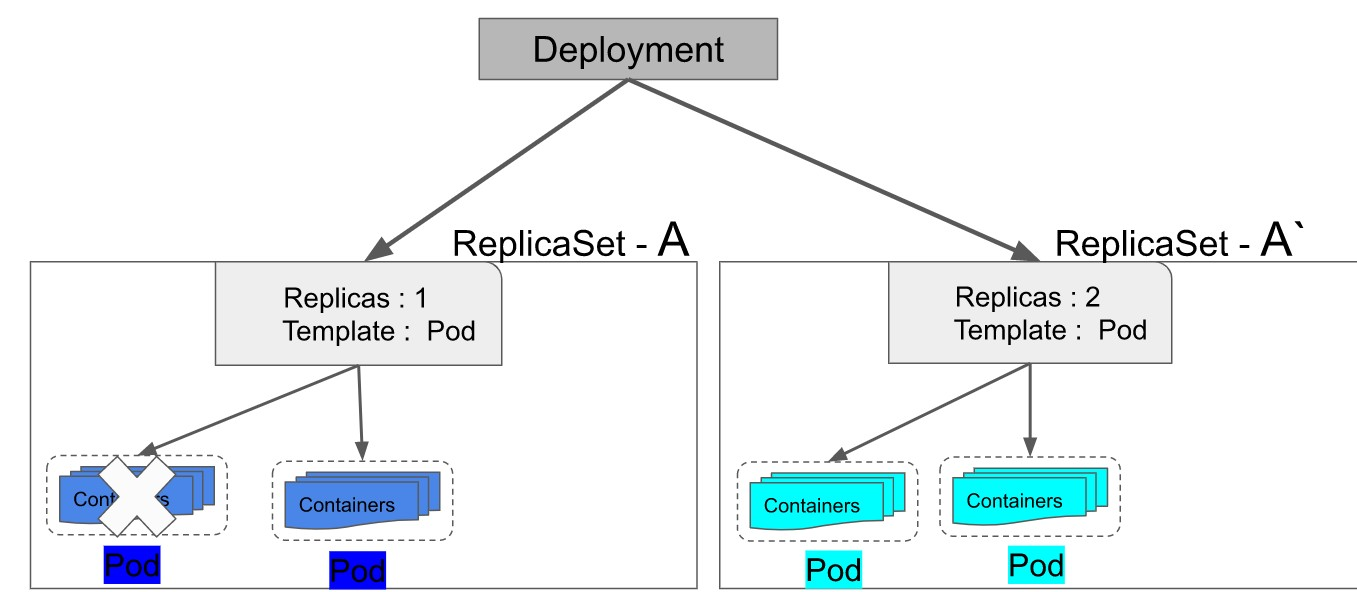 Deployment
ReplicaSet - A
ReplicaSet - A`
Replicas : 1
Template : Pod
Replicas : 2
Template : Pod
Containers
Containers
Containers
Pod
Pod
Pod
Pod